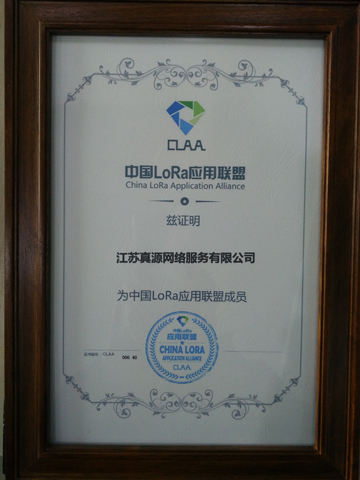 CLAA
中国LoRa应用联盟
China LoRa Application Alliance
兹证明
江苏真源网络服务有限公司
为中国LoRa应用联盟成员
中国LoRa
应用联盟
CHINA LORA
APPLICATION ALLIANCE
CLAA